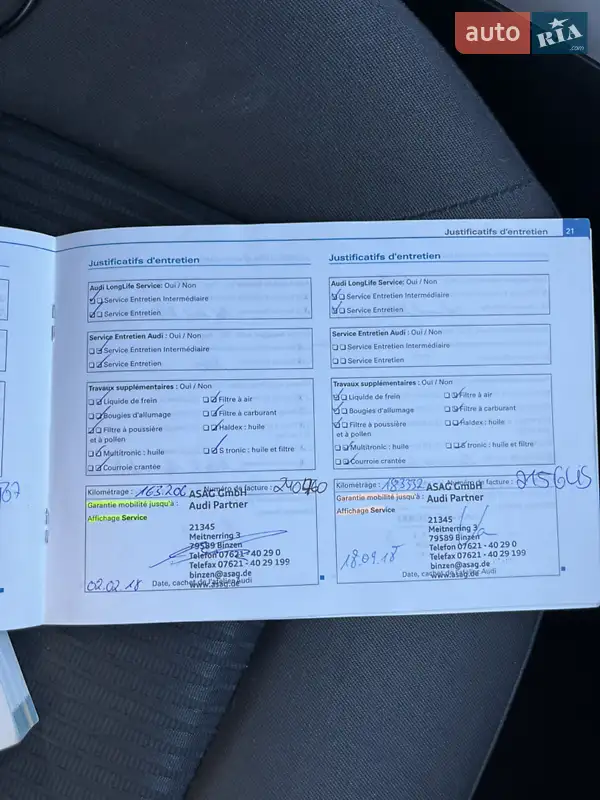 auto RIA .com
Justificatifs d'entretien 21
Justificatifs d'entretien
Audi LongLife Service: Oui / Non
Service Entretien Intermédiaire
Service Entretien
Service Entretien Audi : Oui / Non
Service Entretien Intermédiaire
Service Entretien
Travaux supplémentaires : Oui / Non
Liquide de frein
Filtre à air
Bougies d'allumage
Filtre à carburant
Filtre à poussière
et à pollen
Haldex : huile
Multitronic : huile
S tronic : huile et filtre
Courroie crantée
Kilométrage : 163.206
Numéro de facture : 240460
Garantie mobilité jusqu'à :
Affichage Service
ASAG GmbH
Audi Partner
21345
Meitnerring 3
79589 Binzen
Telefon 07621 - 40 29 0
Telefax 07621 - 40 29 199
binzen@asag.de
www.asag.de
02.02.18
Date, cachet de l'atelier Audi
Justificatifs d'entretien
Audi LongLife Service: Oui / Non
Service Entretien Intermédiaire
Service Entretien
Service Entretien Audi : Oui / Non
Service Entretien Intermédiaire
Service Entretien
Travaux supplémentaires : Oui / Non
Liquide de frein
Filtre à air
Bougies d'allumage
Filtre à carburant
Filtre à poussière
et à pollen
Haldex : huile
Multitronic : huile
S tronic : huile et filtre
Courroie crantée
Kilométrage : 183332
Numéro de facture :
Garantie mobilité jusqu'à :
Affichage Service
ASAG GmbH
Audi Partner
21345
Meitnerring 3
79589 Binzen
Telefon 07621 - 40 29 0
Telefax 07621 - 40 29 199
binzen@asag.de
www.asag.de
18.09.18
Date, cachet de l'atelier Audi